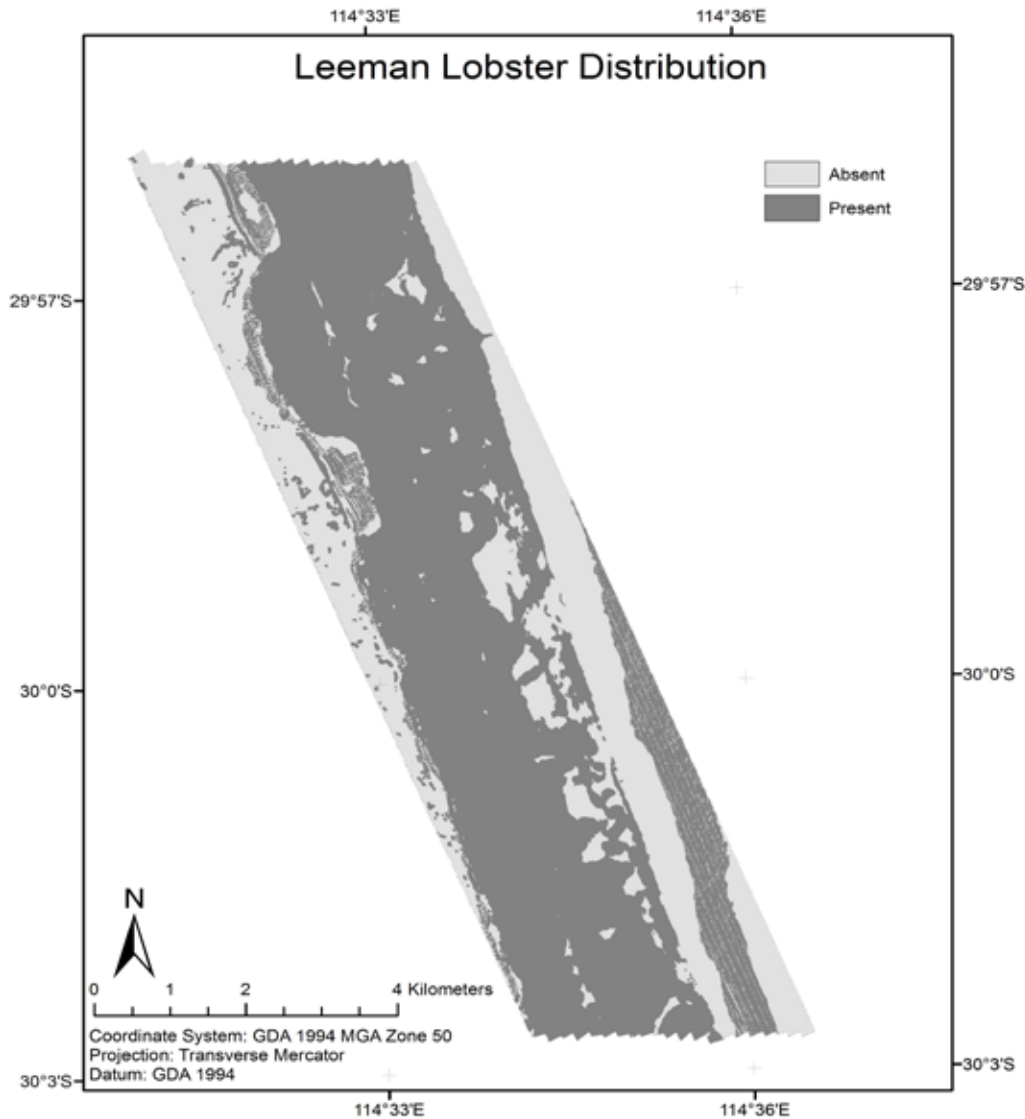 114°33'E 114°36'E
Leeman Lobster Distribution
Absent
Present
29°57'S 29°57'S
30°0'S 30°0'S
N
0 1 2 4 Kilometers
Coordinate System: GDA 1994 MGA Zone 50
Projection: Transverse Mercator
Datum: GDA 1994
30°3'S 30°3'S
114°33'E 114°36'E